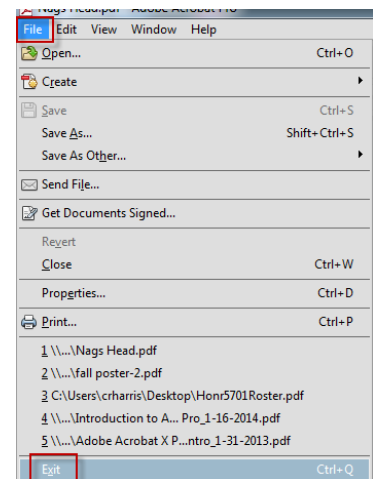 Nags Head.pdf - Adobe Acrobat Pro
File Edit View Window Help
Open... Ctrl+O
Create
Save Ctrl+S
Save As... Shift+Ctrl+S
Save As Other...
Send File...
Get Documents Signed...
Revert
Close Ctrl+W
Properties... Ctrl+D
Print... Ctrl+P
1 \\...\Nags Head.pdf
2 \\...\fall poster-2.pdf
3 C:\Users\crharris\Desktop\Honr5701Roster.pdf
4 \\...\Introduction to A... Pro_1-16-2014.pdf
5 \\...\Adobe Acrobat X P...ntro_1-31-2013.pdf
Exit Ctrl+Q